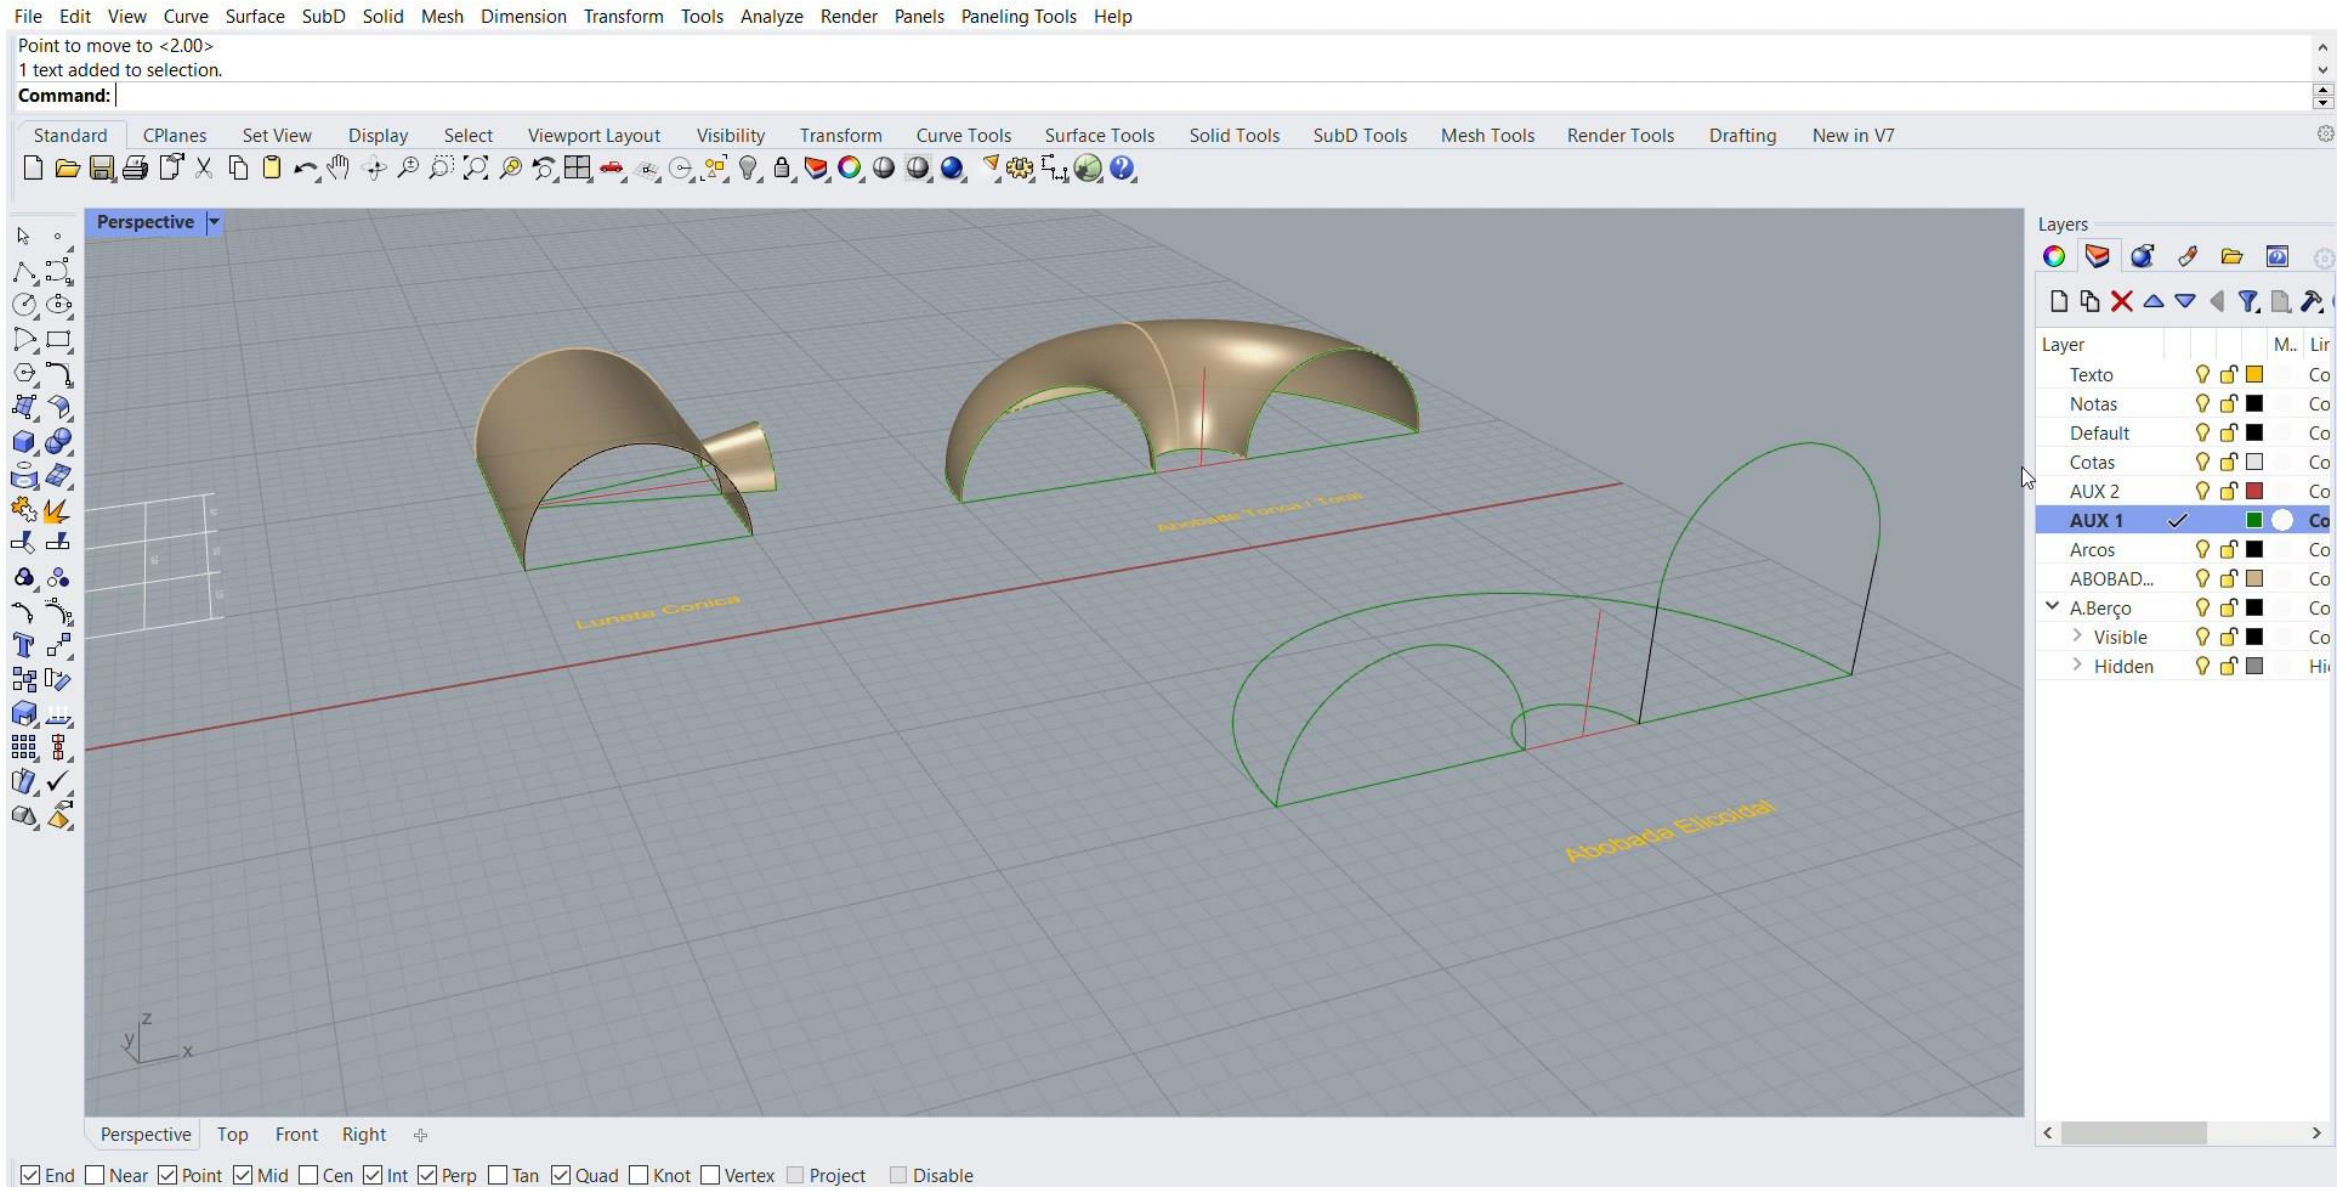 File Edit View Curve Surface SubD Solid Mesh Dimension Transform Tools Analyze Render Panels Paneling Tools Help
Point to move to <2.00>
1 text added to selection.
Command:
Standard CPlanes Set View Display Select Viewport Layout Visibility Transform Curve Tools Surface Tools Solid Tools SubD Tools Mesh Tools Render Tools Drafting New in V7
Perspective
Layers
Layer M.. Lir
Texto Co
Notas Co
Default Co
Cotas Co
AUX 2 Co
AUX 1 Co
Arcos Co
ABOBAD... Co
A.Berço Co
Visible Co
Hidden Hi
Abobada Torica / Toral
Luneta Conica
Abobada Elicoidal
z
y
x
Perspective Top Front Right
End Near Point Mid Cen Int Perp Tan Quad Knot Vertex Project Disable